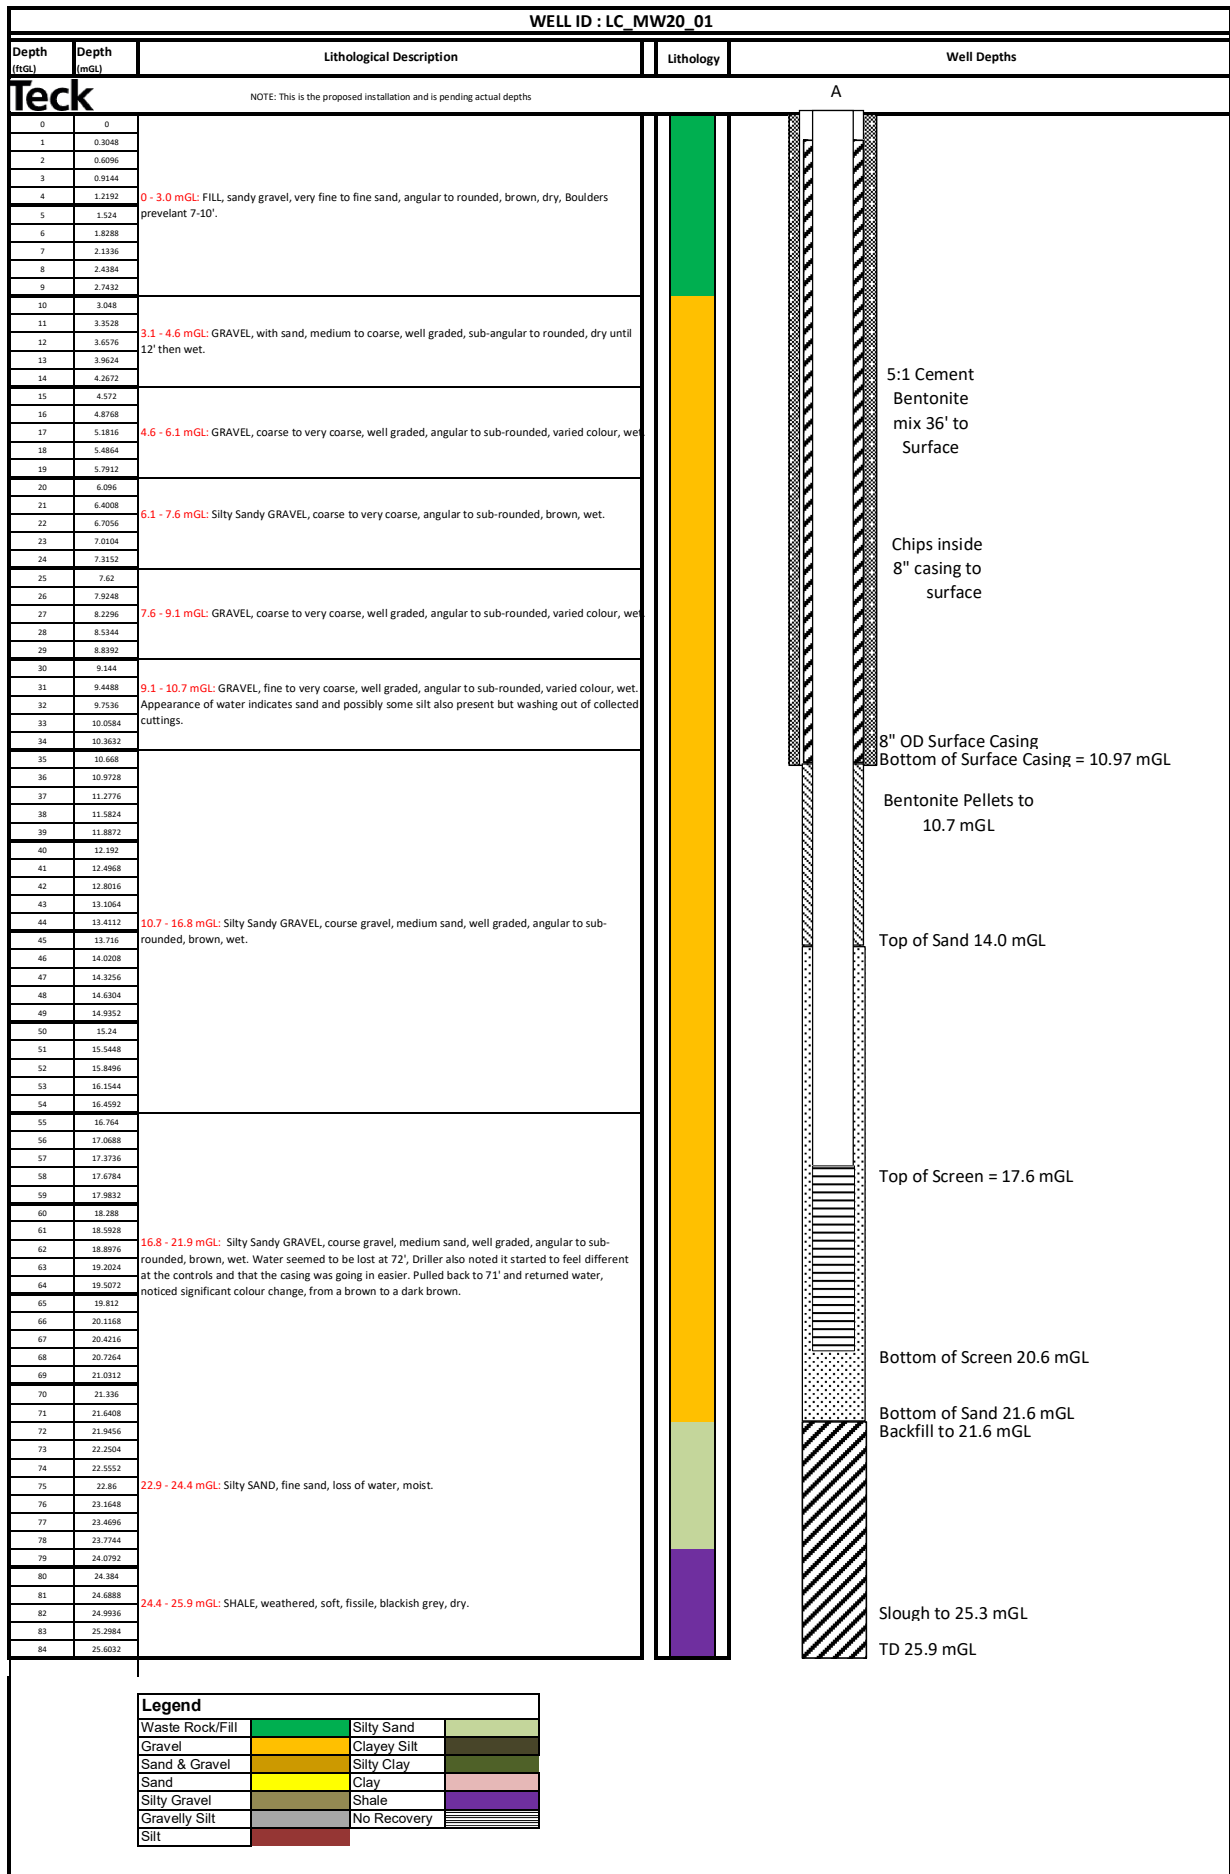 WELL ID : LC_MW20_01
Depth (ftGL) Depth (mGL) Lithological Description Lithology Well Depths
Teck
NOTE: This is the proposed installation and is pending actual depths
A
0 0
1 0.3048
2 0.6096
3 0.9144
4 1.2192
5 1.524
6 1.8288
7 2.1336
8 2.4384
9 2.7432
10 3.048
11 3.3528
12 3.6576
13 3.9624
14 4.2672
15 4.572
16 4.8768
17 5.1816
18 5.4864
19 5.7912
20 6.096
21 6.4008
22 6.7056
23 7.0104
24 7.3152
25 7.62
26 7.9248
27 8.2296
28 8.5344
29 8.8392
30 9.144
31 9.4488
32 9.7536
33 10.0584
34 10.3632
35 10.668
36 10.9728
37 11.2776
38 11.5824
39 11.8872
40 12.192
41 12.4968
42 12.8016
43 13.1064
44 13.4112
45 13.716
46 14.0208
47 14.3256
48 14.6304
49 14.9352
50 15.24
51 15.5448
52 15.8496
53 16.1544
54 16.4592
55 16.764
56 17.0688
57 17.3736
58 17.6784
59 17.9832
60 18.288
61 18.5928
62 18.8976
63 19.2024
64 19.5072
65 19.812
66 20.1168
67 20.4216
68 20.7264
69 21.0312
70 21.336
71 21.6408
72 21.9456
73 22.2504
74 22.5552
75 22.86
76 23.1648
77 23.4696
78 23.7744
79 24.0792
80 24.384
81 24.6888
82 24.9936
83 25.2984
84 25.6032
0 - 3.0 mGL: FILL, sandy gravel, very fine to fine sand, angular to rounded, brown, dry, Boulders
prevelant 7-10'.
3.1 - 4.6 mGL: GRAVEL, with sand, medium to coarse, well graded, sub-angular to rounded, dry until
12' then wet.
4.6 - 6.1 mGL: GRAVEL, coarse to very coarse, well graded, angular to sub-rounded, varied colour, wet.
6.1 - 7.6 mGL: Silty Sandy GRAVEL, coarse to very coarse, angular to sub-rounded, brown, wet.
7.6 - 9.1 mGL: GRAVEL, coarse to very coarse, well graded, angular to sub-rounded, varied colour, wet.
9.1 - 10.7 mGL: GRAVEL, fine to very coarse, well graded, angular to sub-rounded, varied colour, wet.
Appearance of water indicates sand and possibly some silt also present but washing out of collected
cuttings.
10.7 - 16.8 mGL: Silty Sandy GRAVEL, course gravel, medium sand, well graded, angular to sub-
rounded, brown, wet.
16.8 - 21.9 mGL: Silty Sandy GRAVEL, course gravel, medium sand, well graded, angular to sub-
rounded, brown, wet. Water seemed to be lost at 72', Driller also noted it started to feel different
at the controls and that the casing was going in easier. Pulled back to 71' and returned water,
noticed significant colour change, from a brown to a dark brown.
22.9 - 24.4 mGL: Silty SAND, fine sand, loss of water, moist.
24.4 - 25.9 mGL: SHALE, weathered, soft, fissile, blackish grey, dry.
5:1 Cement
Bentonite
mix 36' to
Surface
Chips inside
8" casing to
surface
8" OD Surface Casing
Bottom of Surface Casing = 10.97 mGL
Bentonite Pellets to
10.7 mGL
Top of Sand 14.0 mGL
Top of Screen = 17.6 mGL
Bottom of Screen 20.6 mGL
Bottom of Sand 21.6 mGL
Backfill to 21.6 mGL
Slough to 25.3 mGL
TD 25.9 mGL
Legend
Waste Rock/Fill Silty Sand
Gravel Clayey Silt
Sand & Gravel Silty Clay
Sand Clay
Silty Gravel Shale
Gravelly Silt No Recovery
Silt